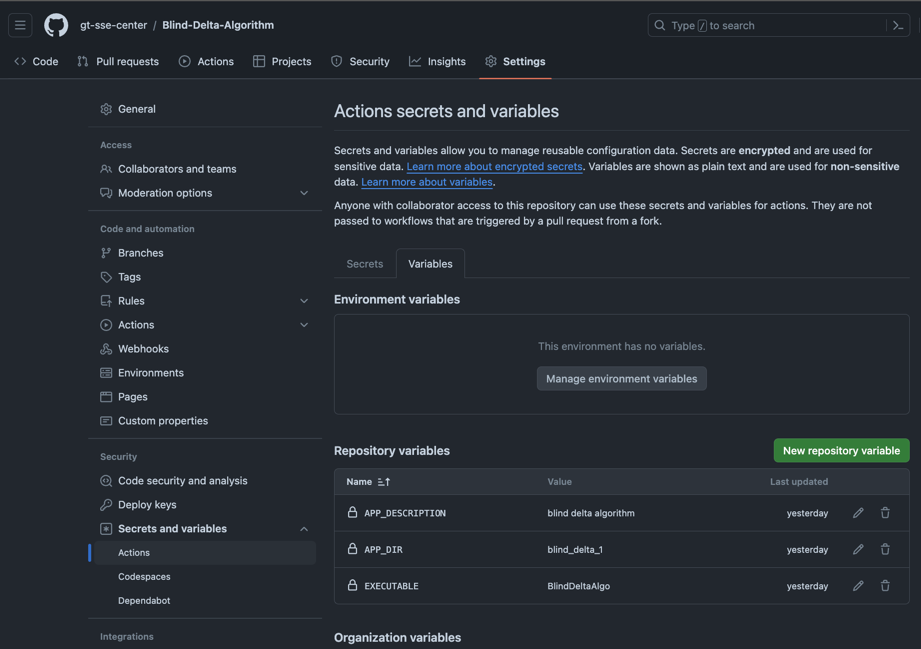 gt-sse-center / Blind-Delta-Algorithm
Type / to search
Code
Pull requests
Actions
Projects
Security
Insights
Settings
General
Access
Collaborators and teams
Moderation options
Code and automation
Branches
Tags
Rules
Actions
Webhooks
Environments
Pages
Custom properties
Security
Code security and analysis
Deploy keys
Secrets and variables
Actions
Codespaces
Dependabot
Integrations
Actions secrets and variables
Secrets and variables allow you to manage reusable configuration data. Secrets are encrypted and are used for
sensitive data. Learn more about encrypted secrets. Variables are shown as plain text and are used for non-sensitive
data. Learn more about variables.
Anyone with collaborator access to this repository can use these secrets and variables for actions. They are not
passed to workflows that are triggered by a pull request from a fork.
Secrets
Variables
Environment variables
This environment has no variables.
Manage environment variables
Repository variables
New repository variable
Name Value Last updated
APP_DESCRIPTION blind delta algorithm yesterday
APP_DIR blind_delta_1 yesterday
EXECUTABLE BlindDeltaAlgo yesterday
Organization variables